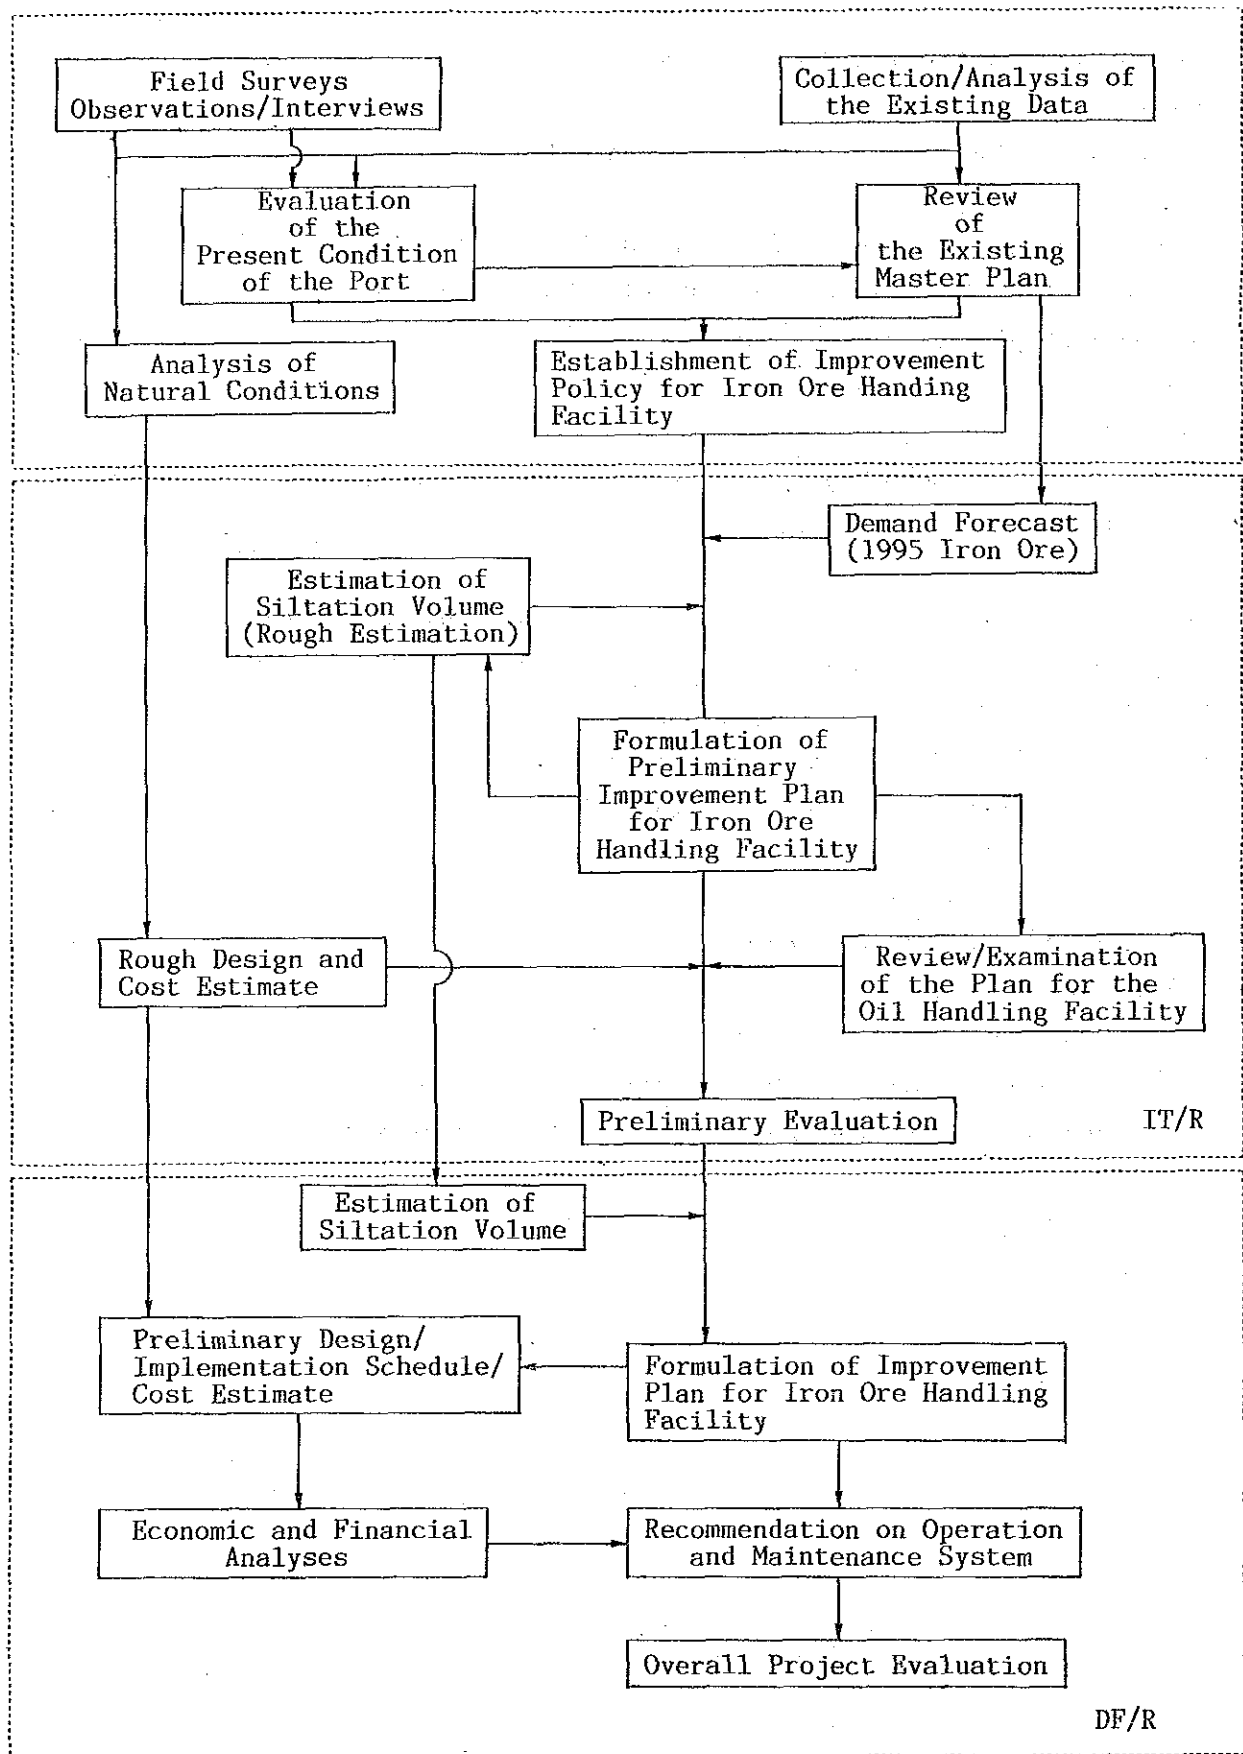 Field Surveys
Observations/Interviews
Collection/Analysis of
the Existing Data
Evaluation
of the
Present Condition
of the Port
Review
of
the Existing
Master Plan
Analysis of
Natural Conditions
Establishment of Improvement
Policy for Iron Ore Handing
Facility
Demand Forecast
(1995 Iron Ore)
Estimation of
Siltation Volume
(Rough Estimation)
Formulation of
Preliminary
Improvement Plan
for Iron Ore
Handling Facility
Rough Design and
Cost Estimate
Review/Examination
of the Plan for the
Oil Handling Facility
Preliminary Evaluation
IT/R
Estimation of
Siltation Volume
Preliminary Design/
Implementation Schedule/
Cost Estimate
Formulation of Improvement
Plan for Iron Ore Handling
Facility
Economic and Financial
Analyses
Recommendation on Operation
and Maintenance System
Overall Project Evaluation
DF/R